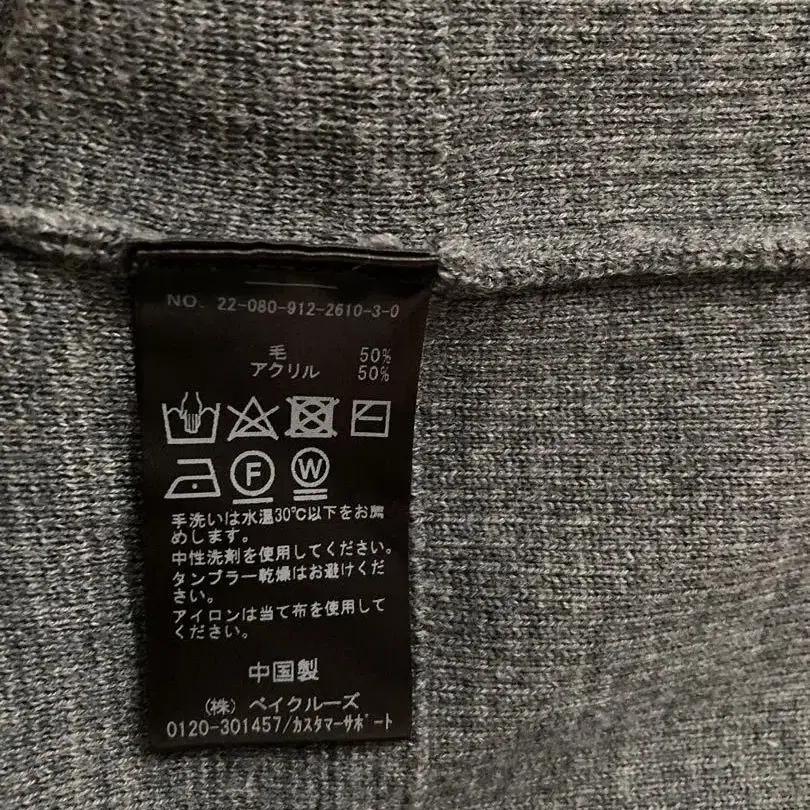 NO. 22-080-912-2610-3-0
毛 50%
アクリル 50%
F W
手洗いは水温30℃以下をお薦
めします。
中性洗剤を使用してください。
タンブラー乾燥はお避けくだ
さい。
アイロンは当て布を使用して
ください。
中国製
(株) ベイクルーズ
0120-301457/カスタマーサポート